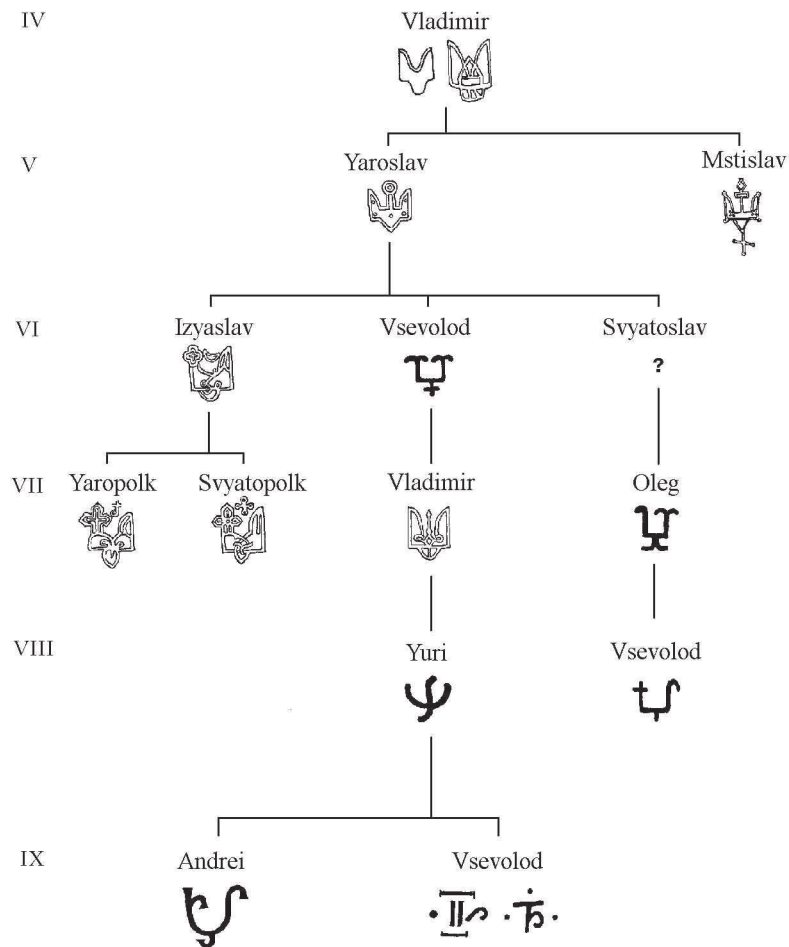 IV Vladimir
V Yaroslav Mstislav
VI Izyaslav Vsevolod Svyatoslav
?
VII Yaropolk Svyatopolk Vladimir Oleg
VIII Yuri Vsevolod
IX Andrei Vsevolod